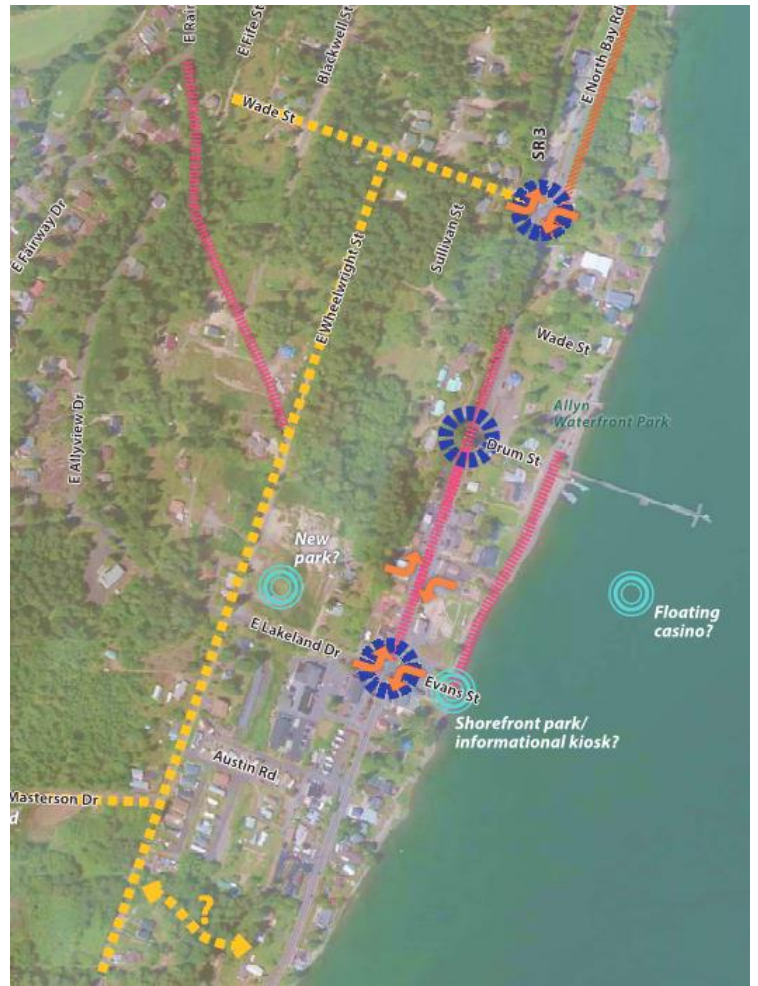 E Rai
E Fife St
Blackwell St
E North Bay Rd
Wade St
SR 3
E Fairway Dr
Sullivan St
E Wheelwright St
Wade St
Allyn
Waterfront Park
E Allyview Dr
Drum St
New
park?
Floating
casino?
E Lakeland Dr
Evans St
Shorefront park/
informational kiosk?
Austin Rd
Masterson Dr
d
?